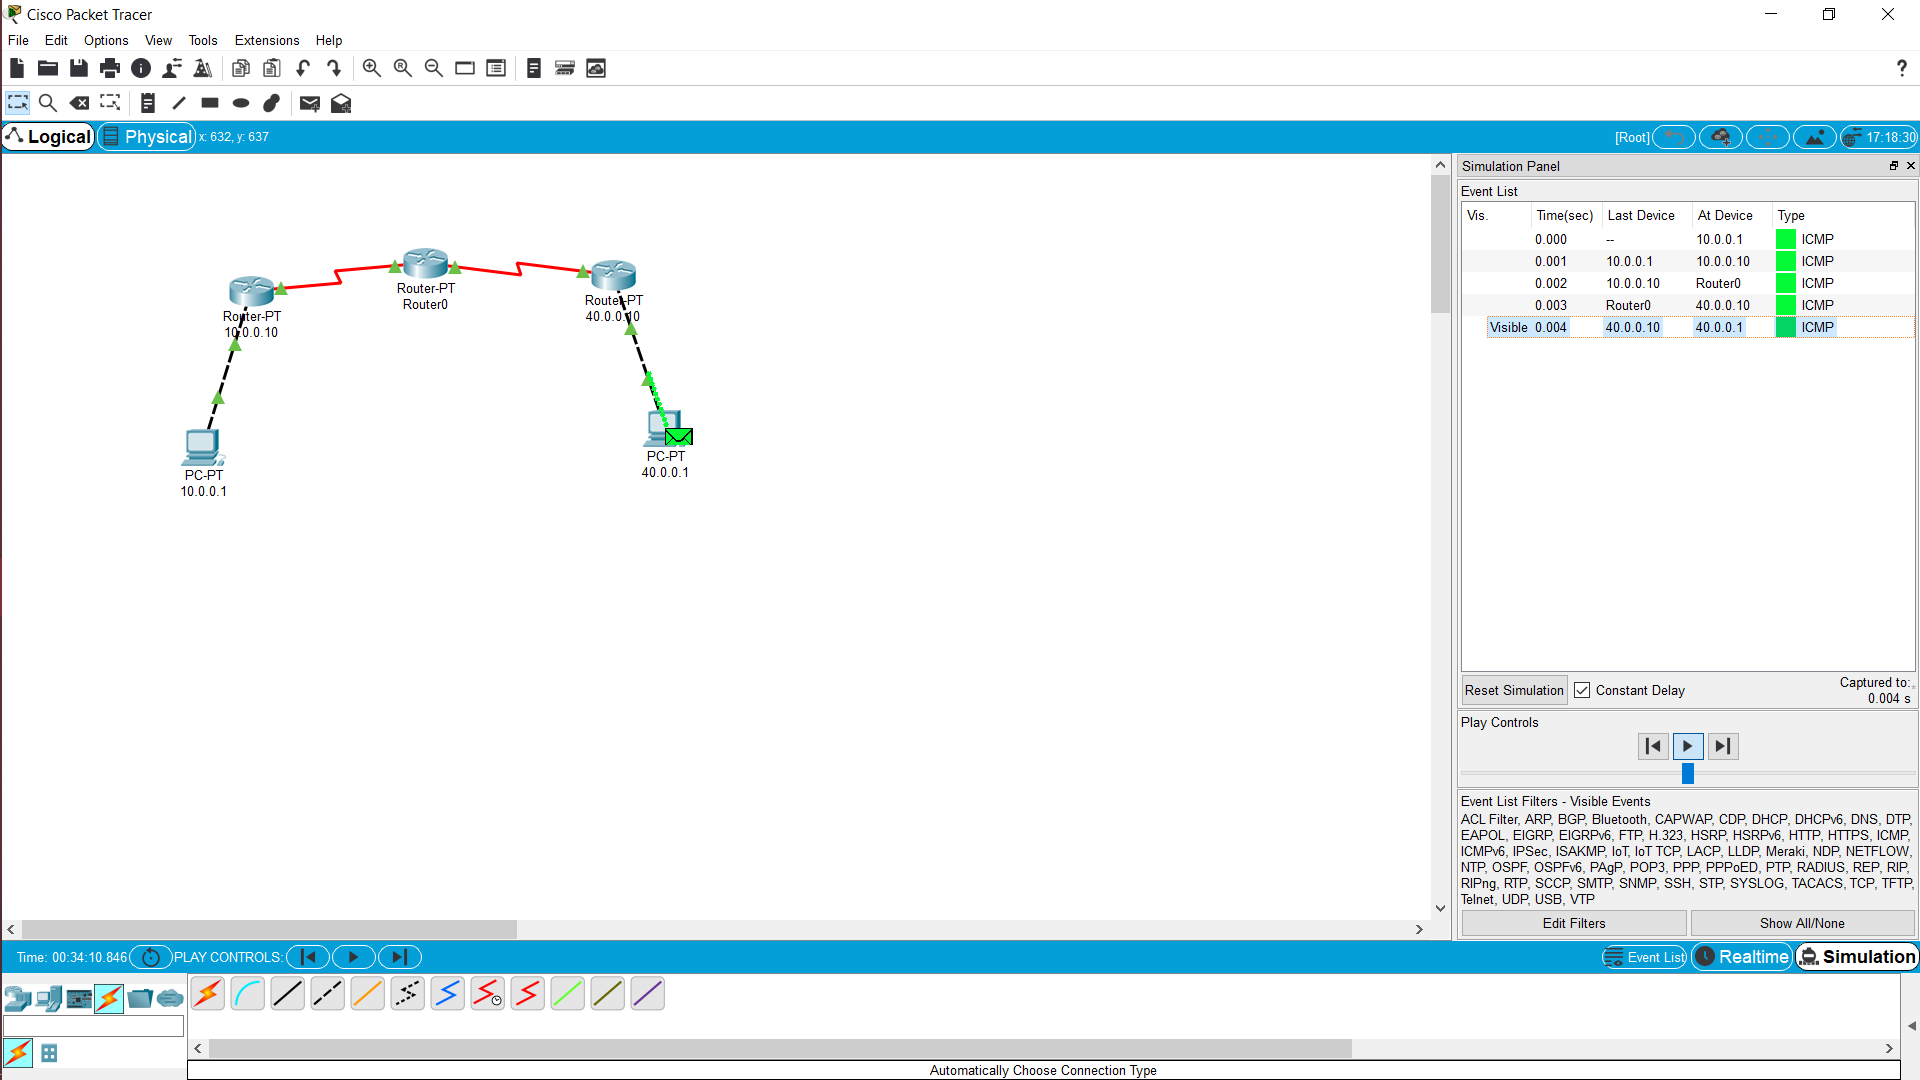 Cisco Packet Tracer
File Edit Options View Tools Extensions Help
?
Logical Physical x: 632, y: 637 [Root] 17:18:30
Router-PT
Router0
Router-PT
10.0.0.10
Router-PT
40.0.0.10
PC-PT
10.0.0.1
PC-PT
40.0.0.1
Simulation Panel
Event List
Vis. Time(sec) Last Device At Device Type
0.000 -- 10.0.0.1 ICMP
0.001 10.0.0.1 10.0.0.10 ICMP
0.002 10.0.0.10 Router0 ICMP
0.003 Router0 40.0.0.10 ICMP
Visible 0.004 40.0.0.10 40.0.0.1 ICMP
Reset Simulation Constant Delay Captured to:
0.004 s
Play Controls
Event List Filters - Visible Events
ACL Filter, ARP, BGP, Bluetooth, CAPWAP, CDP, DHCP, DHCPv6, DNS, DTP,
EAPOL, EIGRP, EIGRPv6, FTP, H.323, HSRP, HSRPv6, HTTP, HTTPS, ICMP,
ICMPv6, IPSec, ISAKMP, IoT, IoT TCP, LACP, LLDP, Meraki, NDP, NETFLOW,
NTP, OSPF, OSPFv6, PAgP, POP3, PPP, PPPoED, PTP, RADIUS, REP, RIP,
RIPng, RTP, SCCP, SMTP, SNMP, SSH, STP, SYSLOG, TACACS, TCP, TFTP,
Telnet, UDP, USB, VTP
Edit Filters Show All/None
Time: 00:34:10.846 PLAY CONTROLS: Event List Realtime Simulation
Automatically Choose Connection Type